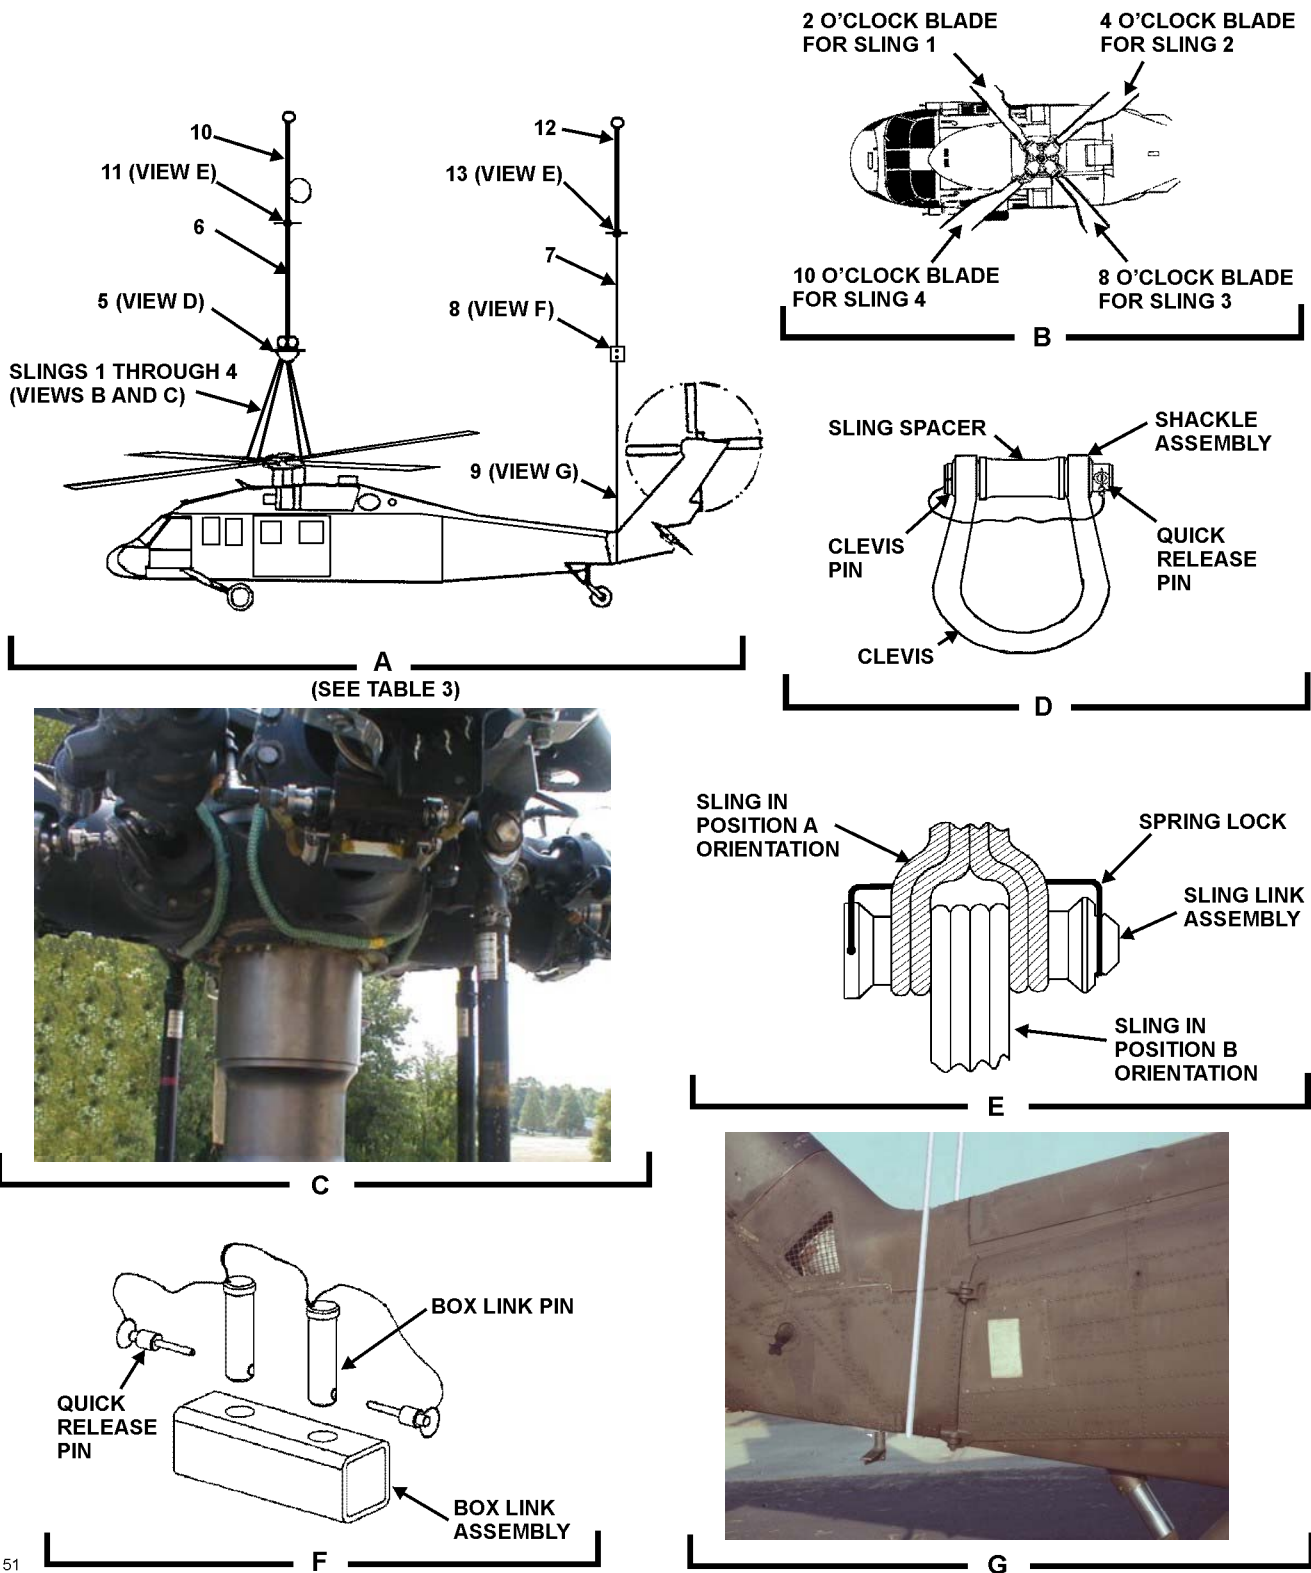 10
11 (VIEW E)
6
5 (VIEW D)
SLINGS 1 THROUGH 4
(VIEWS B AND C)
12
13 (VIEW E)
7
8 (VIEW F)
9 (VIEW G)
A
(SEE TABLE 3)
2 O'CLOCK BLADE
FOR SLING 1
4 O'CLOCK BLADE
FOR SLING 2
10 O'CLOCK BLADE
FOR SLING 4
8 O'CLOCK BLADE
FOR SLING 3
B
SLING SPACER
SHACKLE
ASSEMBLY
CLEVIS
PIN
QUICK
RELEASE
PIN
CLEVIS
D
C
SLING IN
POSITION A
ORIENTATION
SPRING LOCK
SLING LINK
ASSEMBLY
SLING IN
POSITION B
ORIENTATION
E
BOX LINK PIN
QUICK
RELEASE
PIN
BOX LINK
ASSEMBLY
F
G
51